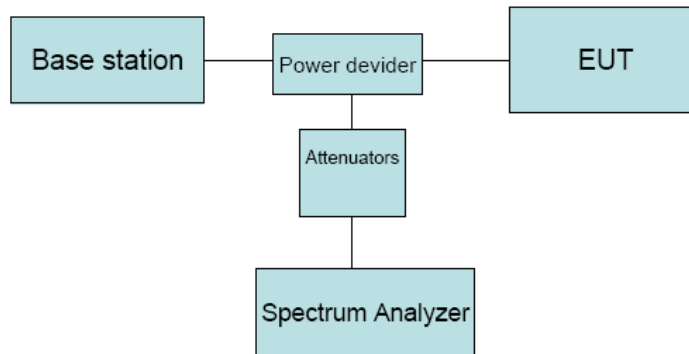 Base station
Power devider
EUT
Attenuators
Spectrum Analyzer